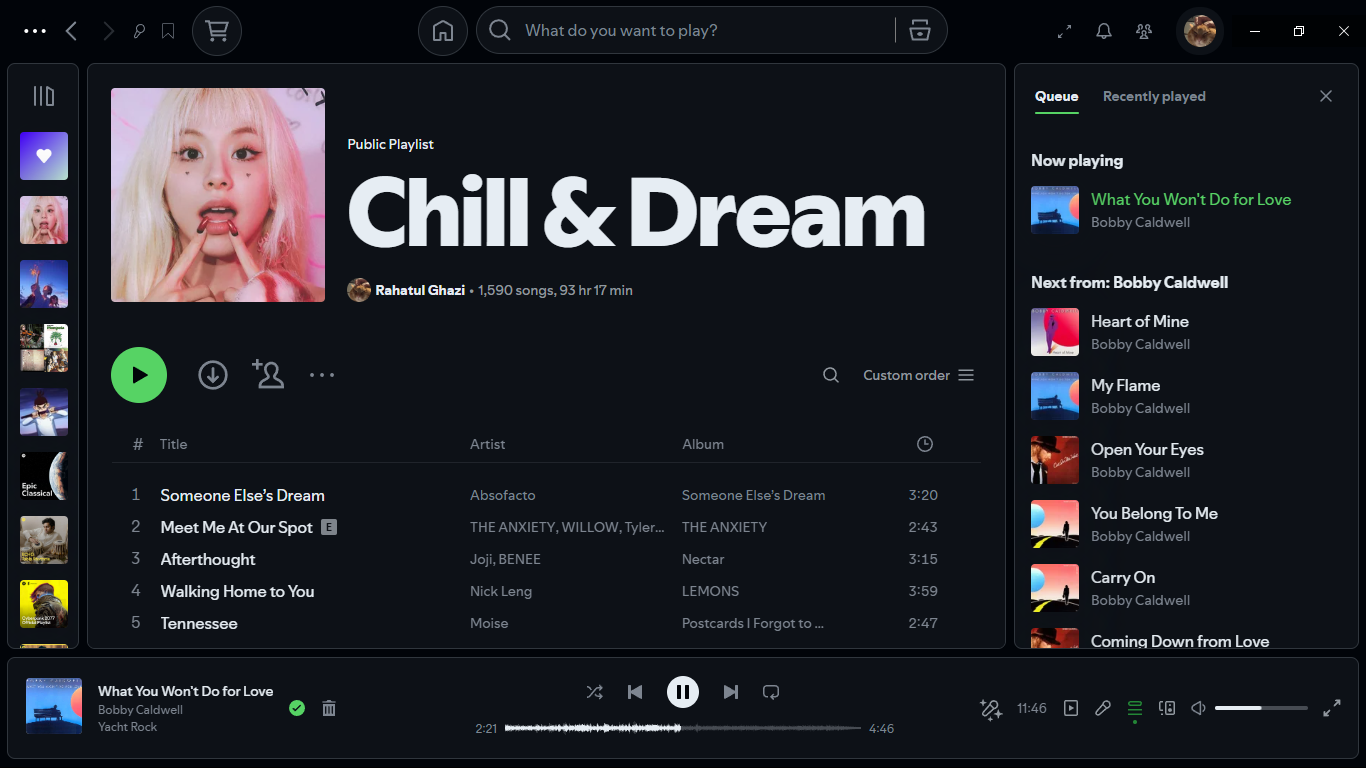 What do you want to play?
Public Playlist
Chill & Dream
Rahatul Ghazi • 1,590 songs, 93 hr 17 min
Custom order
# Title Artist Album
1 Someone Else’s Dream Absofacto Someone Else's Dream 3:20
2 Meet Me At Our Spot E THE ANXIETY, WILLOW, Tyler... THE ANXIETY 2:43
3 Afterthought Joji, BENEE Nectar 3:15
4 Walking Home to You Nick Leng LEMONS 3:59
5 Tennessee Moise Postcards I Forgot to ... 2:47
Epic
Classical
Queue Recently played
Now playing
What You Won't Do for Love
Bobby Caldwell
Next from: Bobby Caldwell
Heart of Mine
Bobby Caldwell
My Flame
Bobby Caldwell
Open Your Eyes
Bobby Caldwell
You Belong To Me
Bobby Caldwell
Carry On
Bobby Caldwell
Coming Down from Love
What You Won't Do for Love
Bobby Caldwell
Yacht Rock
2:21 4:46
11:46